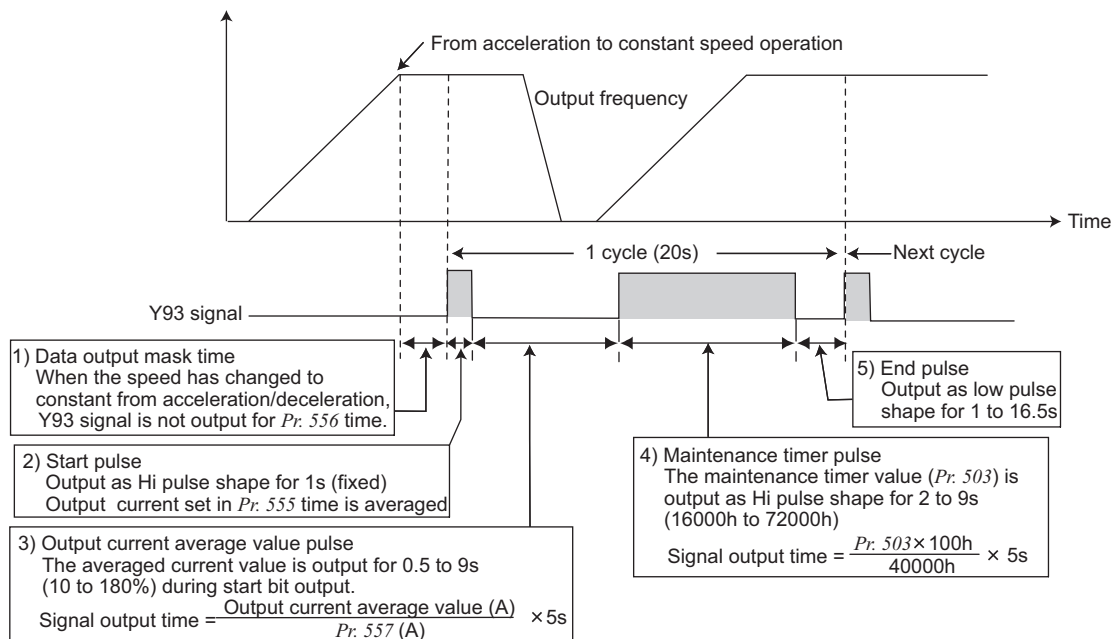 From acceleration to constant speed operation
Output frequency
Time
1 cycle (20s)
Next cycle
Y93 signal
1) Data output mask time
When the speed has changed to
constant from acceleration/deceleration,
Y93 signal is not output for Pr. 556 time.
2) Start pulse
Output as Hi pulse shape for 1s (fixed)
Output current set in Pr. 555 time is averaged
3) Output current average value pulse
The averaged current value is output for 0.5 to 9s
(10 to 180%) during start bit output.
Signal output time = Output current average value (A) / Pr. 557 (A) × 5s
4) Maintenance timer pulse
The maintenance timer value (Pr. 503) is
output as Hi pulse shape for 2 to 9s
(16000h to 72000h)
Signal output time = Pr. 503 × 100h / 40000h × 5s
5) End pulse
Output as low pulse
shape for 1 to 16.5s